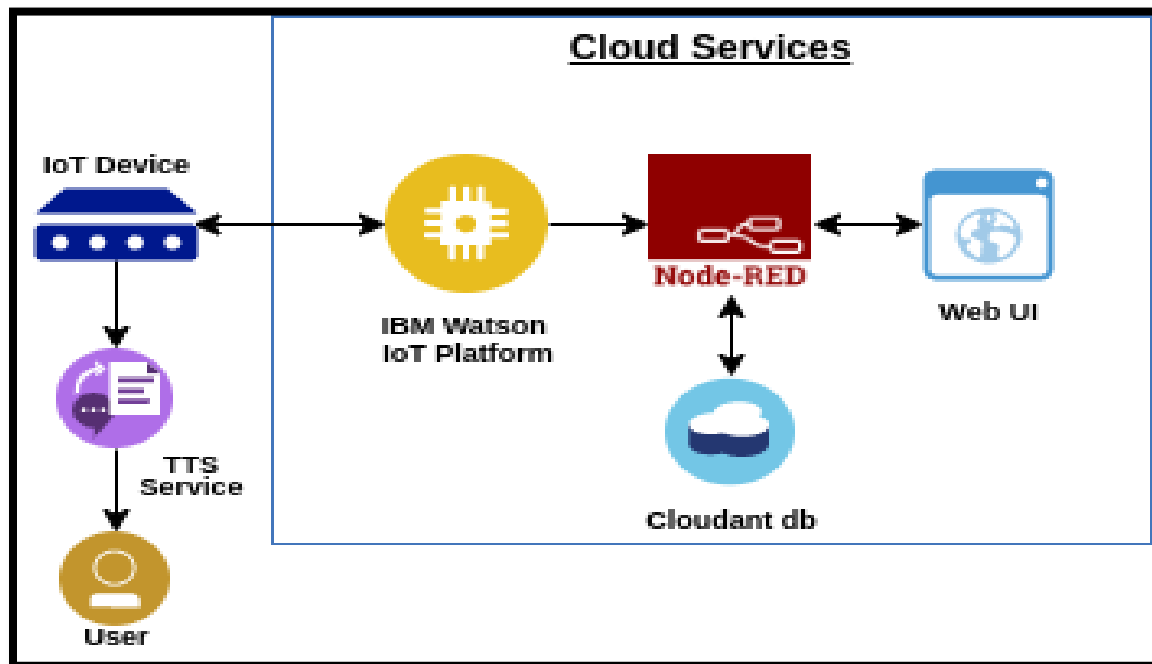 Cloud Services
IoT Device
Node-RED
IBM Watson
IoT Platform
Web UI
TTS
Service
Cloudant db
User